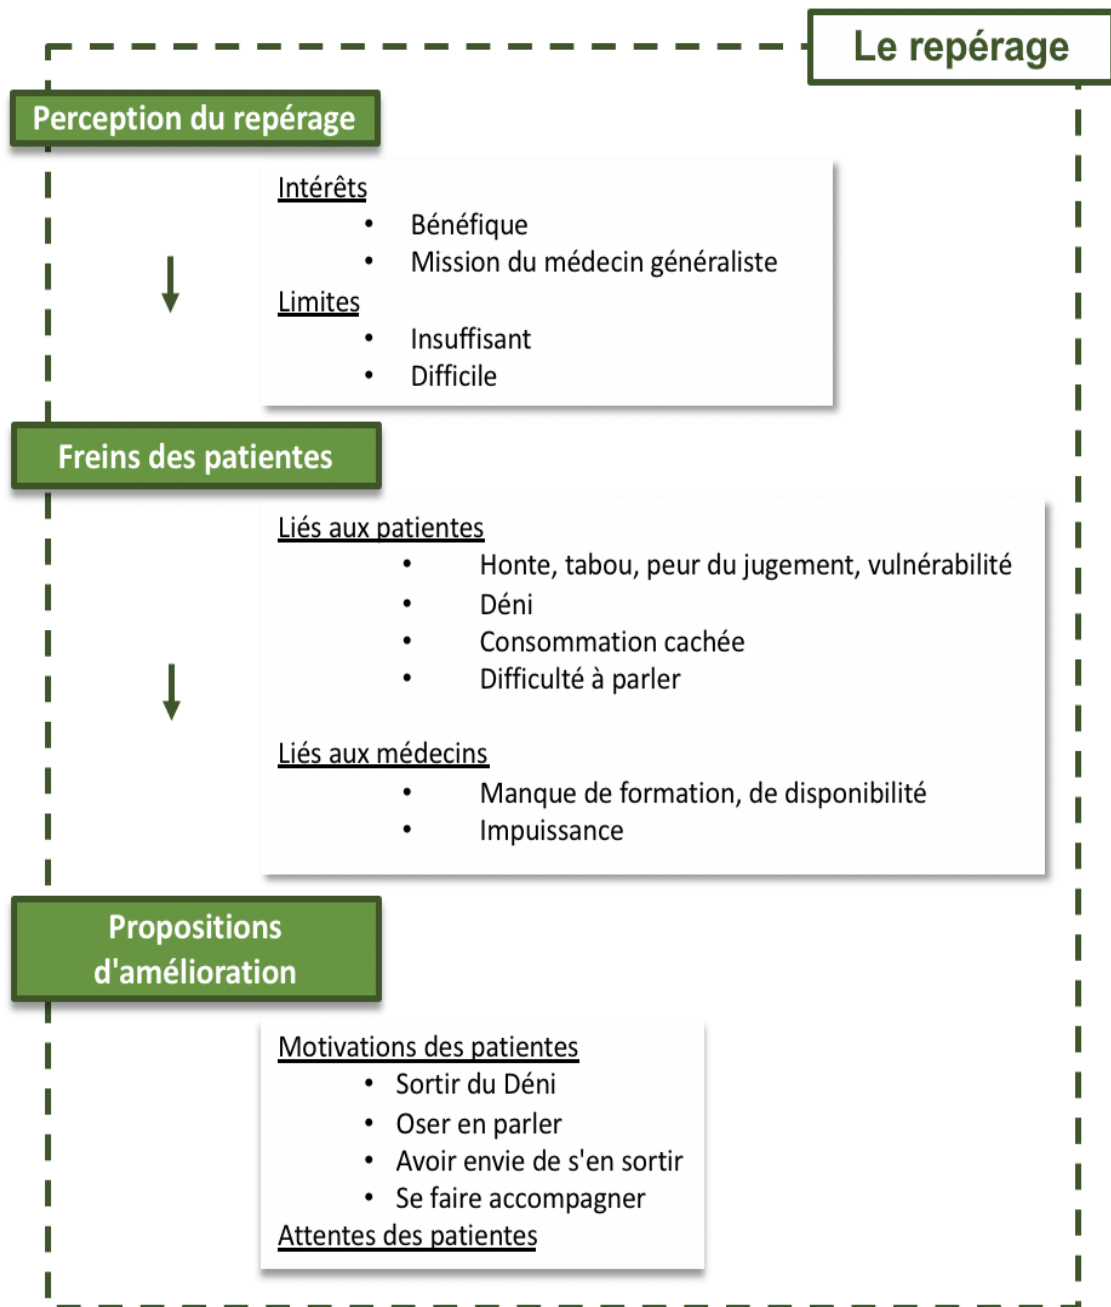 Le repérage
Perception du repérage
Intérêts
• Bénéfique
• Mission du médecin généraliste
Limites
• Insuffisant
• Difficile
Freins des patientes
Liés aux patientes
• Honte, tabou, peur du jugement, vulnérabilité
• Déni
• Consommation cachée
• Difficulté à parler
Liés aux médecins
• Manque de formation, de disponibilité
• Impuissance
Propositions
d'amélioration
Motivations des patientes
• Sortir du Déni
• Oser en parler
• Avoir envie de s'en sortir
• Se faire accompagner
Attentes des patientes